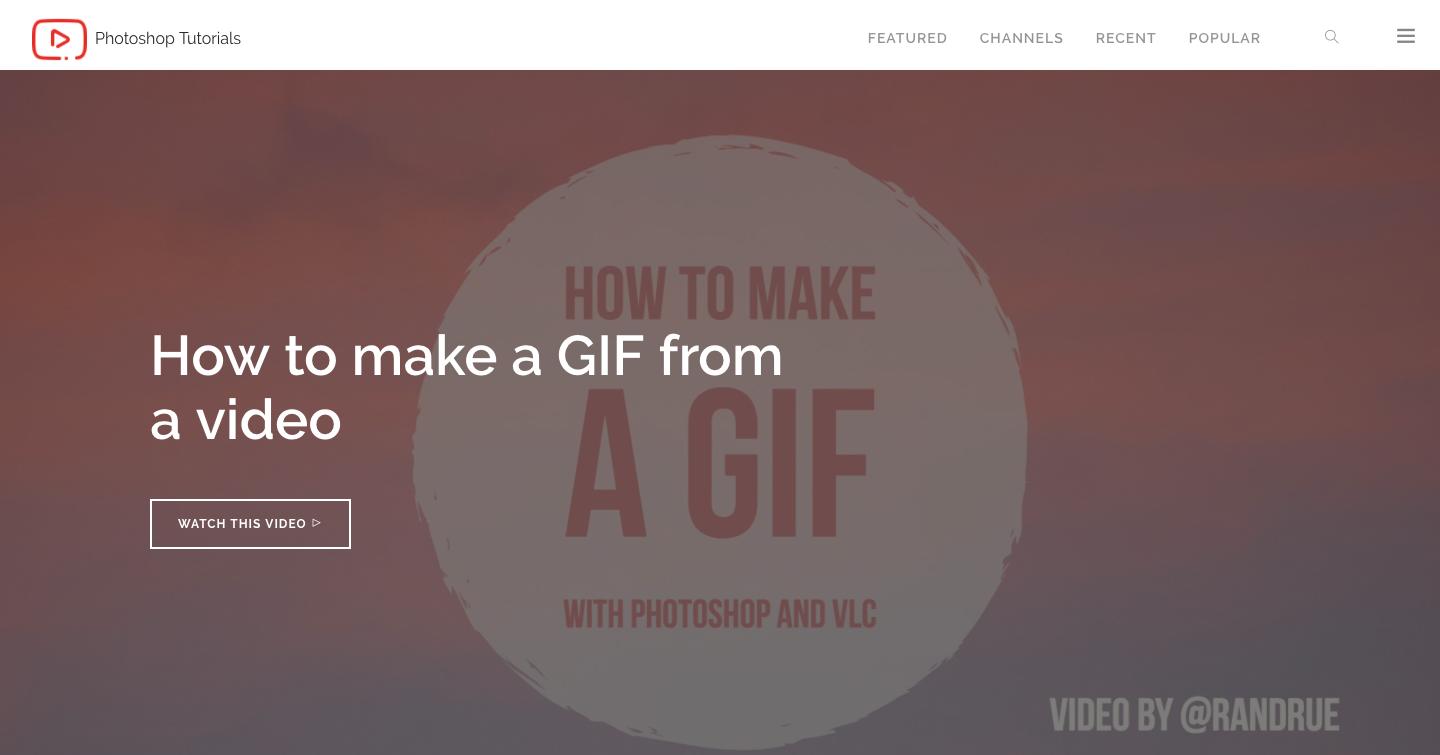 Photoshop Tutorials
FEATURED CHANNELS RECENT POPULAR
HOW TO MAKE
How to make a GIF from
a video
A GIF
WATCH THIS VIDEO
WITH PHOTOSHOP AND VLC
VIDEO BY @RANDRUE